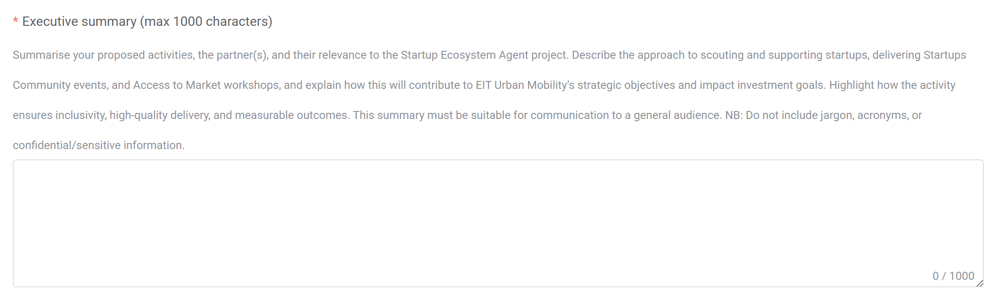 * Executive summary (max 1000 characters)
Summarise your proposed activities, the partner(s), and their relevance to the Startup Ecosystem Agent project. Describe the approach to scouting and supporting startups, delivering Startups
Community events, and Access to Market workshops, and explain how this will contribute to EIT Urban Mobility’s strategic objectives and impact investment goals. Highlight how the activity
ensures inclusivity, high-quality delivery, and measurable outcomes. This summary must be suitable for communication to a general audience. NB: Do not include jargon, acronyms, or
confidential/sensitive information.
0 / 1000